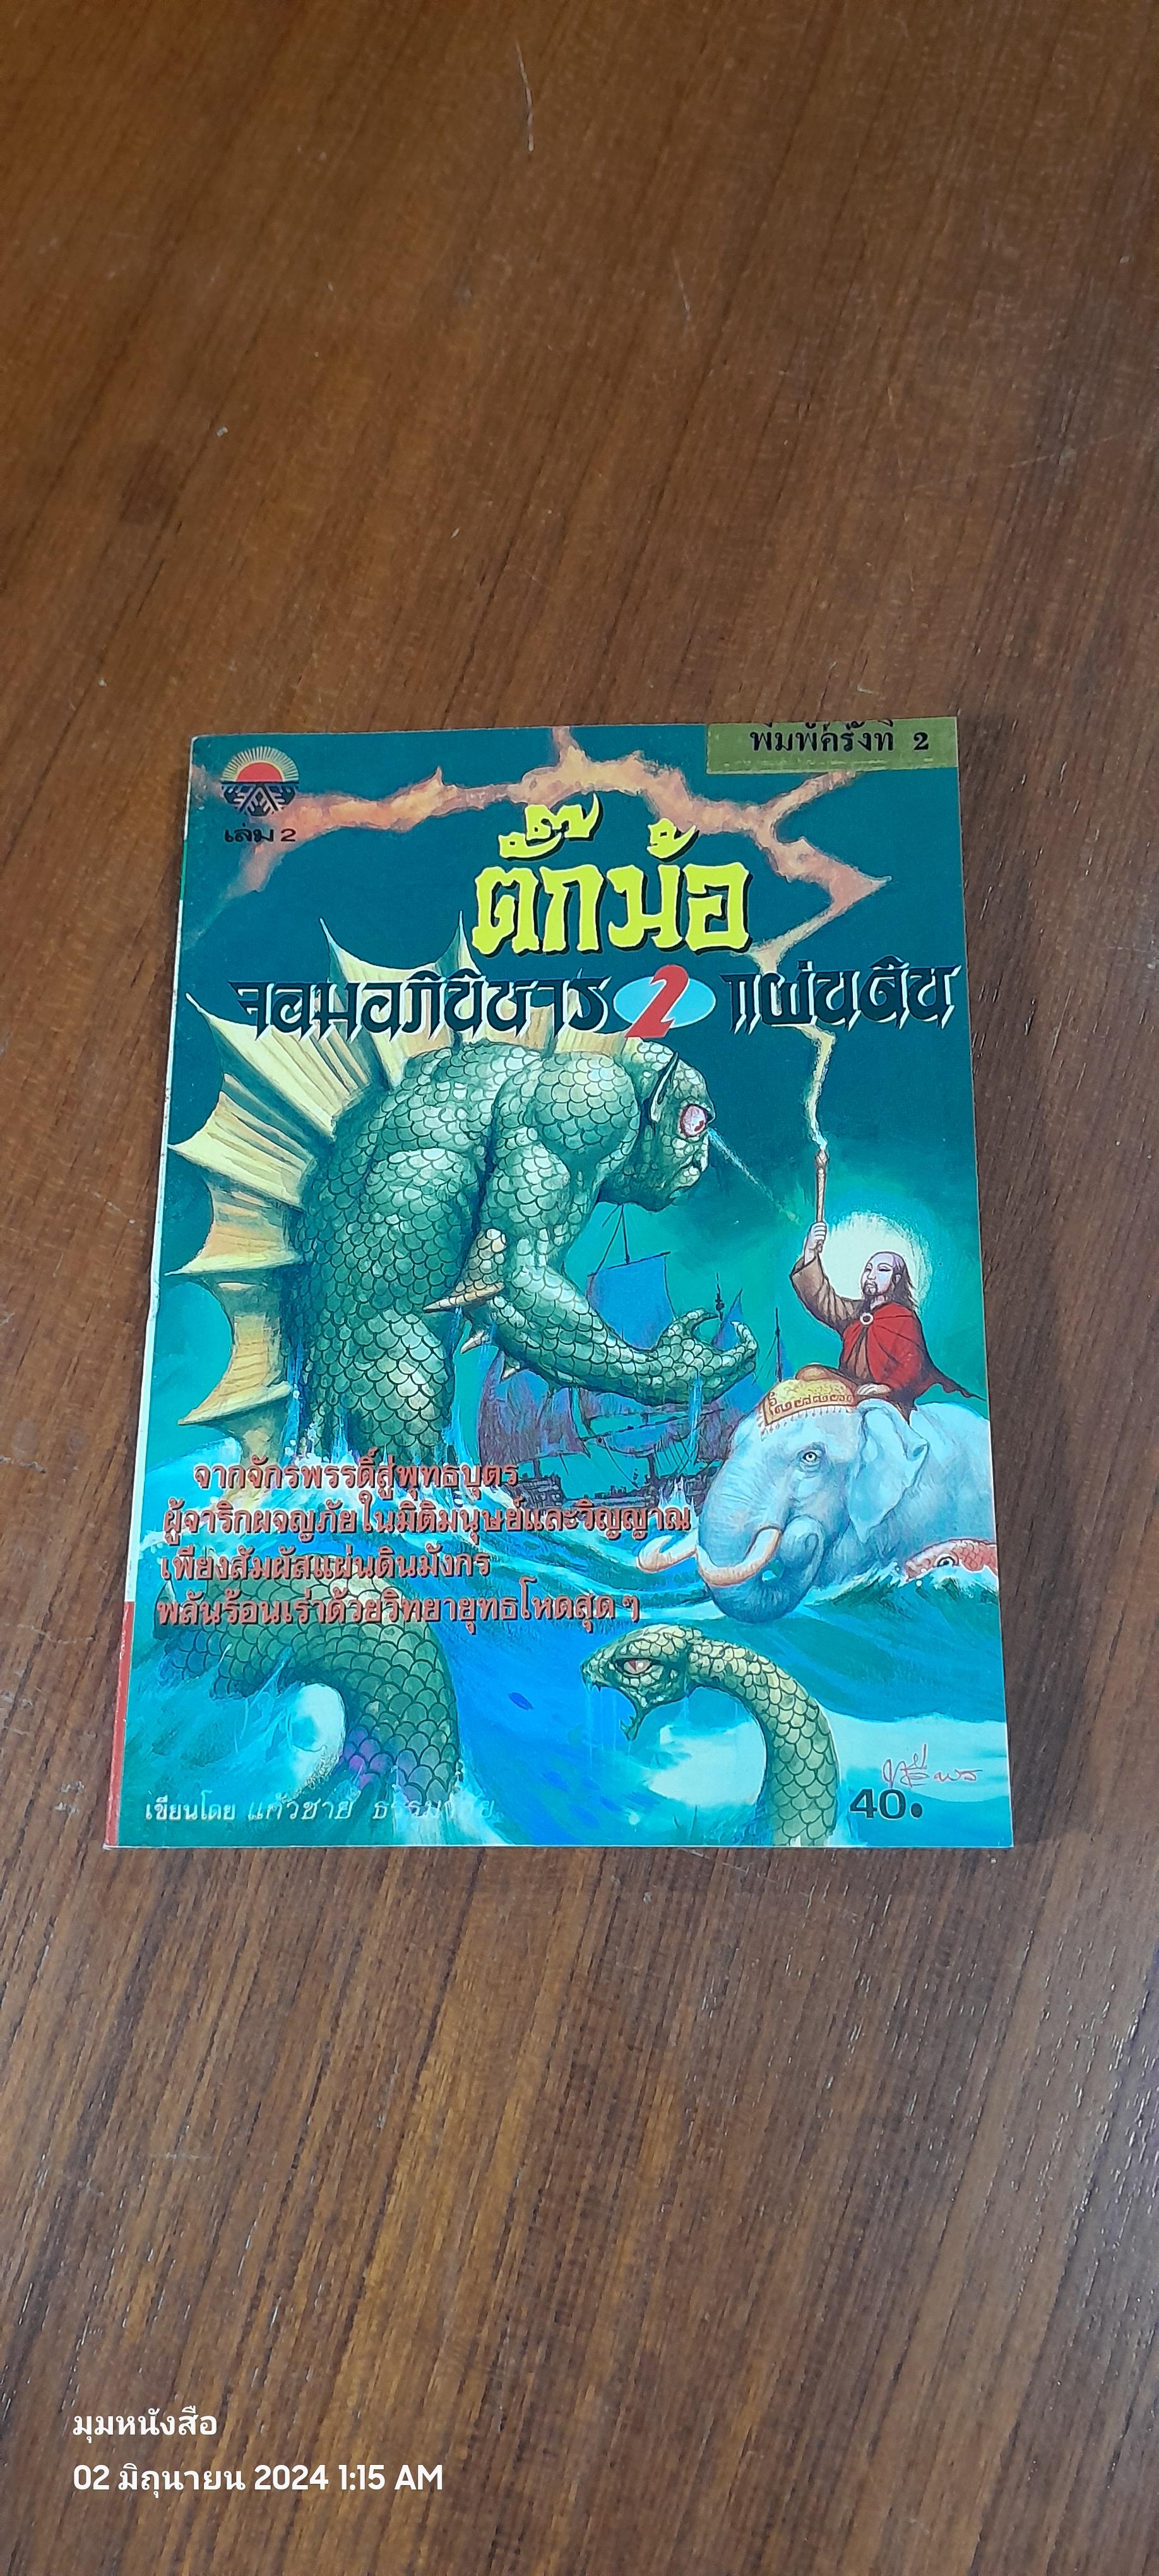 พิมพ์ครั้งที่ 2
เล่ม 2
ตั๊กม้อ
จอมอภินิหาร 2 แผ่นดิน
จากจักรพรรดิ์สู่พุทธบุตร
ผู้จาริกผจญภัยในมิติมนุษย์และวิญญาณ
เพียงสัมผัสแผ่นดินมังกร
พลันร้อนเร่าด้วยวิทยายุทธโหดสุดๆ
เขียนโดย แก้วชาย
40.
มุมหนังสือ
02 มิถุนายน 2024 1:15 AM